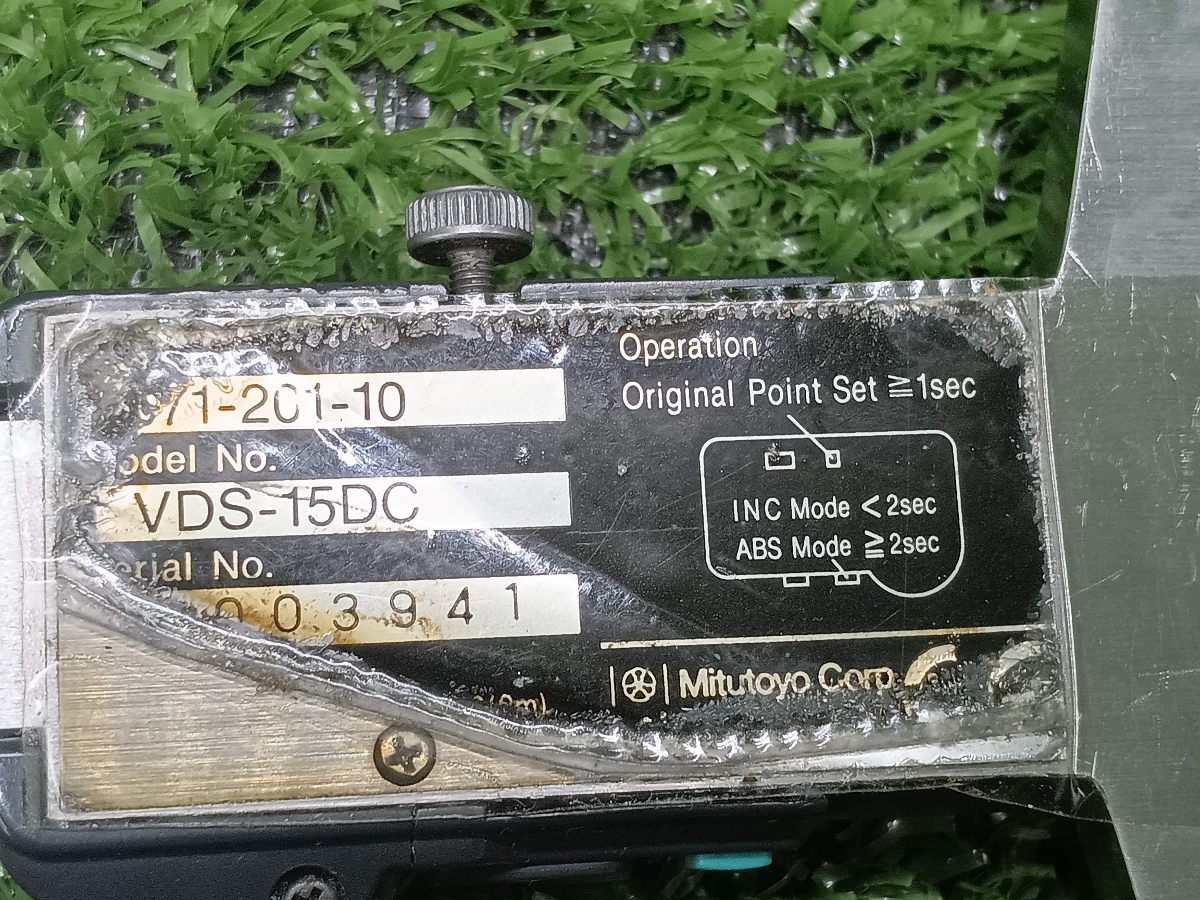 071-201-10
odel No.
VDS-15DC
erial No.
003941
Operation
Original Point Set ≧1sec
INC Mode <2sec
ABS Mode ≧2sec
Mitutoyo Corp